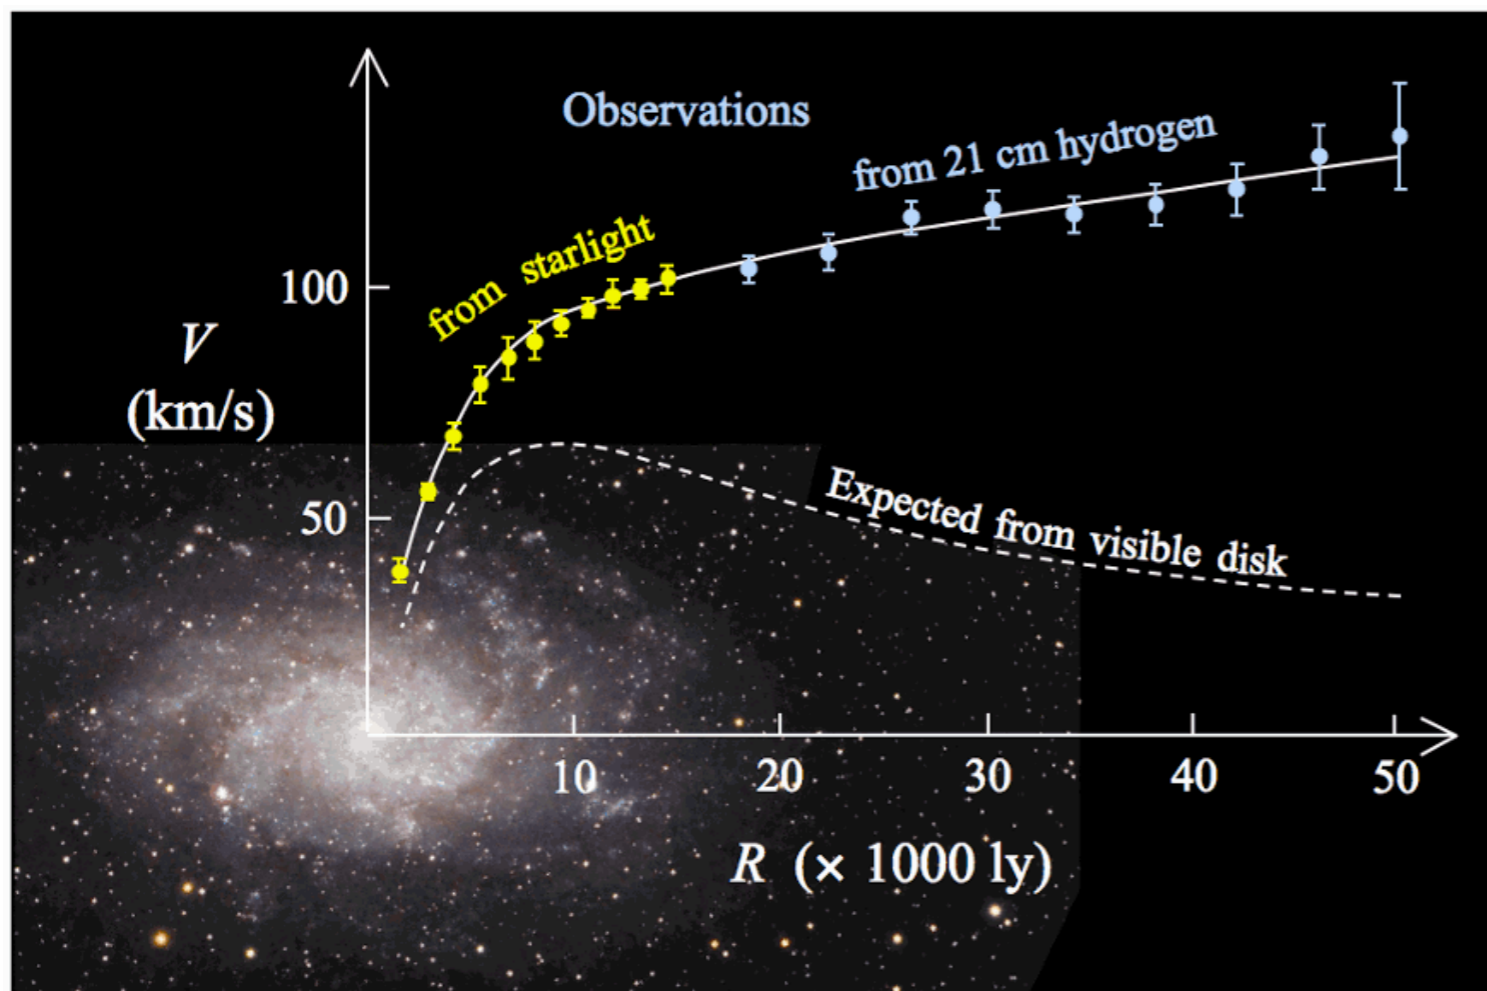 Observations
from 21 cm hydrogen
from starlight
100
V
(km/s)
50
Expected from visible disk
10 20 30 40 50
R (× 1000 ly)